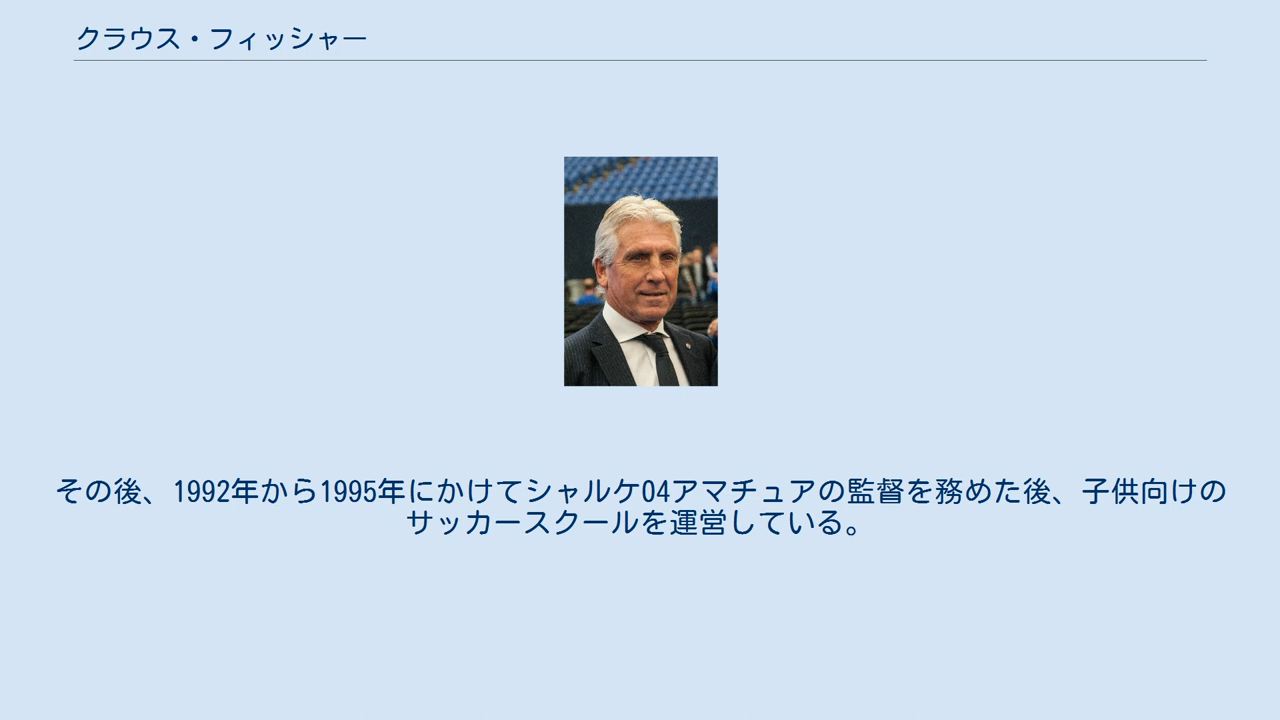 クラウス・フィッシャー
その後、1992年から1995年にかけてシャルケ04アマチュアの監督を務めた後、子供向けの
サッカースクールを運営している。